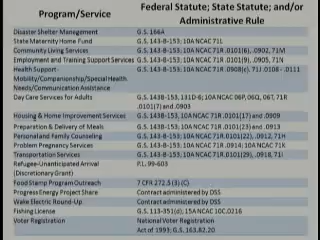 Program/Service
Federal Statute; State Statute; and/or
Administrative Rule
Disaster Shelter Management G.S. 166A
State Maternity Home Fund G.S. 143-B-153; 10A NCAC 71L
Community Living Services G.S. 143-B-153; 10A NCAC 71R .0101(6), .0902, 71M
Employment and Training Support Services G.S. 143-B-153; 10A NCAC 71R .0101(9), .0905, 71N
Health Support - G.S. 143-B-153; 10A NCAC 71R .0908(c), 71J .0108 - .0111
Mobility/Companionship/Special Health
Needs/Communication Assistance
Day Care Services for Adults G.S. 143B-153, 131D-6; 10A NCAC 06P, 06Q, 06T, 71R
.0101(7) and .0903
Housing & Home Improvement Services G.S. 143B-153; 10A NCAC 71R .0101(17) and .0909
Preparation & Delivery of Meals G.S. 143B-153; 10A NCAC 71R .0101(23) and .0913
Personal and Family Counseling G.S. 143-B-153; 10A NCAC 71R .0101(22), .0912, 71H
Problem Pregnancy Services G.S. 143-B-153; 10A NCAC 71R .0914; 10A NCAC 71K
Transportation Services G.S. 143-B-153; 10A NCAC 71R .0101(29), .0918, 71I
Refugee-Unanticipated Arrival P.L. 99-603
(Discretionary Grant)
Food Stamp Program Outreach 7 CFR 272.5 (3) (C)
Progress Energy Project Share Contract administered by DSS
Wake Electric Round-Up Contract administered by DSS
Fishing License G.S. 113-351(d); 15A NCAC 10C.0216
Voter Registration National Voter Registration
Act of 1993; G.S. 163.82.20